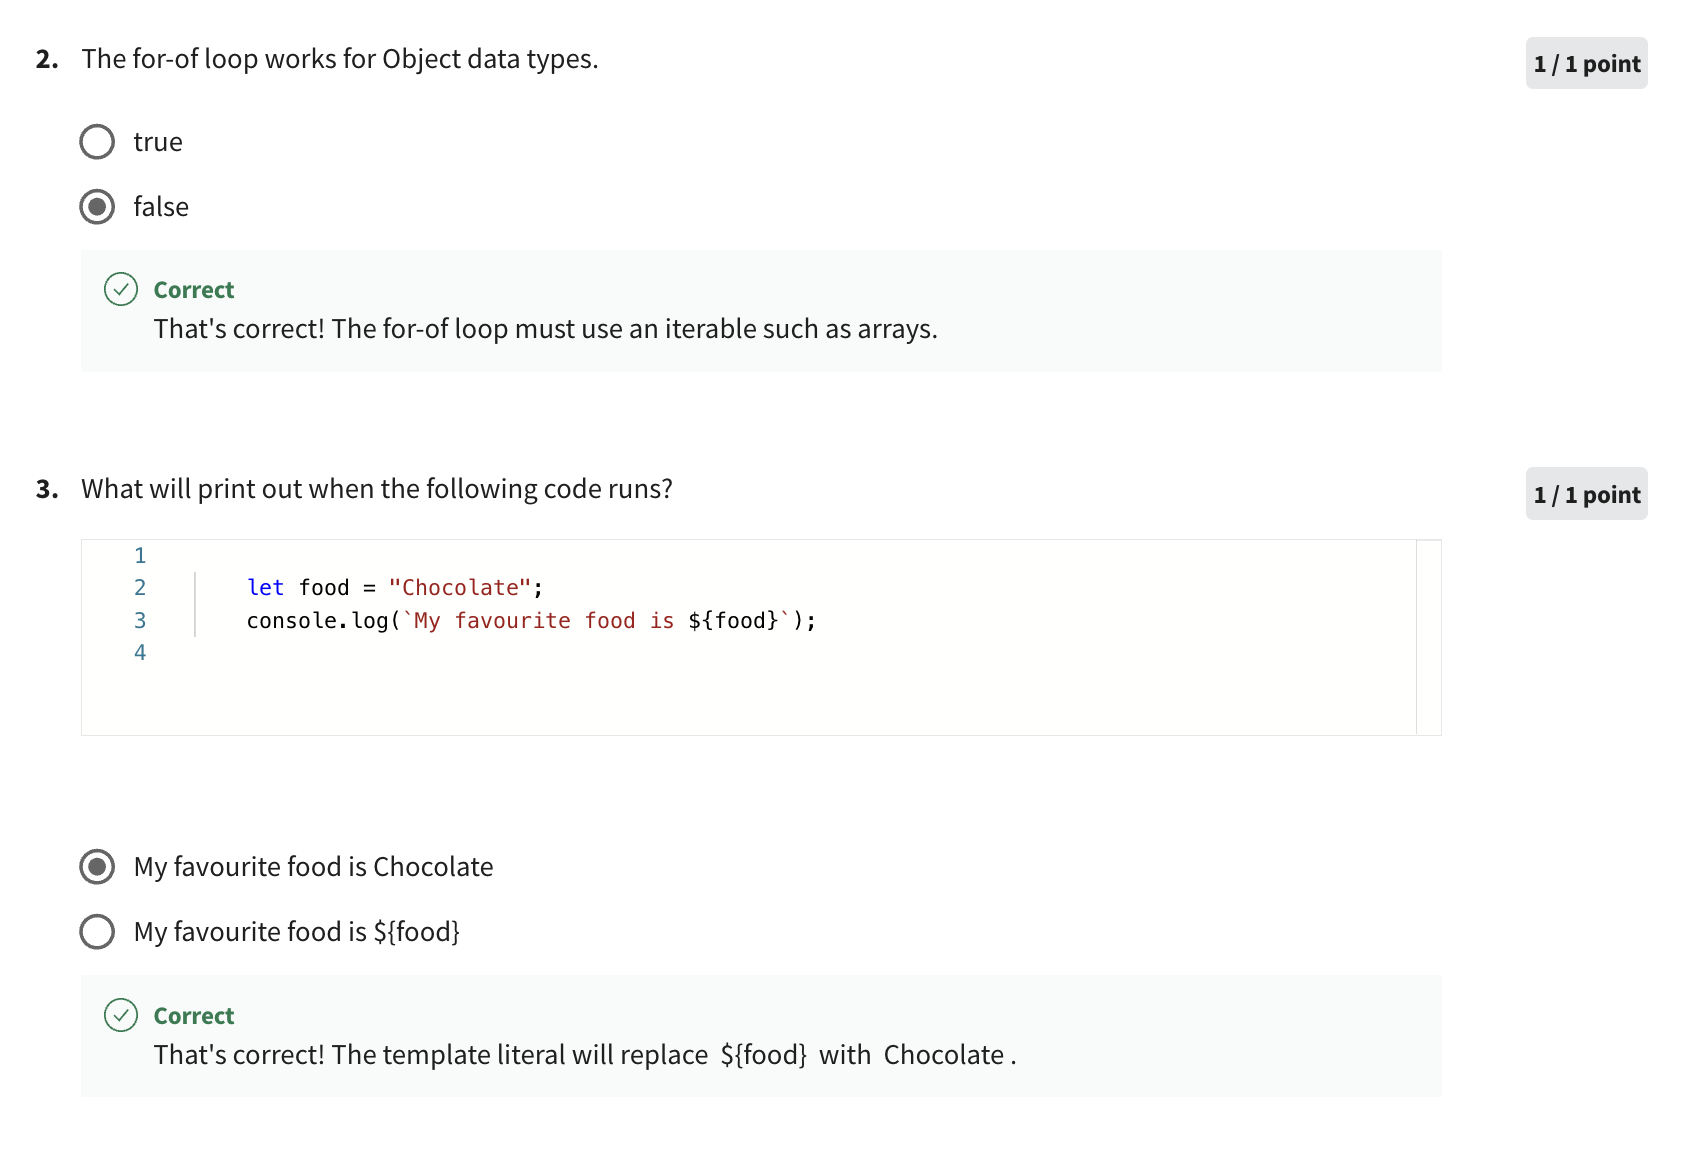 2. The for-of loop works for Object data types.
1 / 1 point
true
false
Correct
That's correct! The for-of loop must use an iterable such as arrays.
3. What will print out when the following code runs?
1 / 1 point
1
2 let food = "Chocolate";
3 console.log(`My favourite food is ${food}`);
4
My favourite food is Chocolate
My favourite food is ${food}
Correct
That's correct! The template literal will replace ${food} with Chocolate .